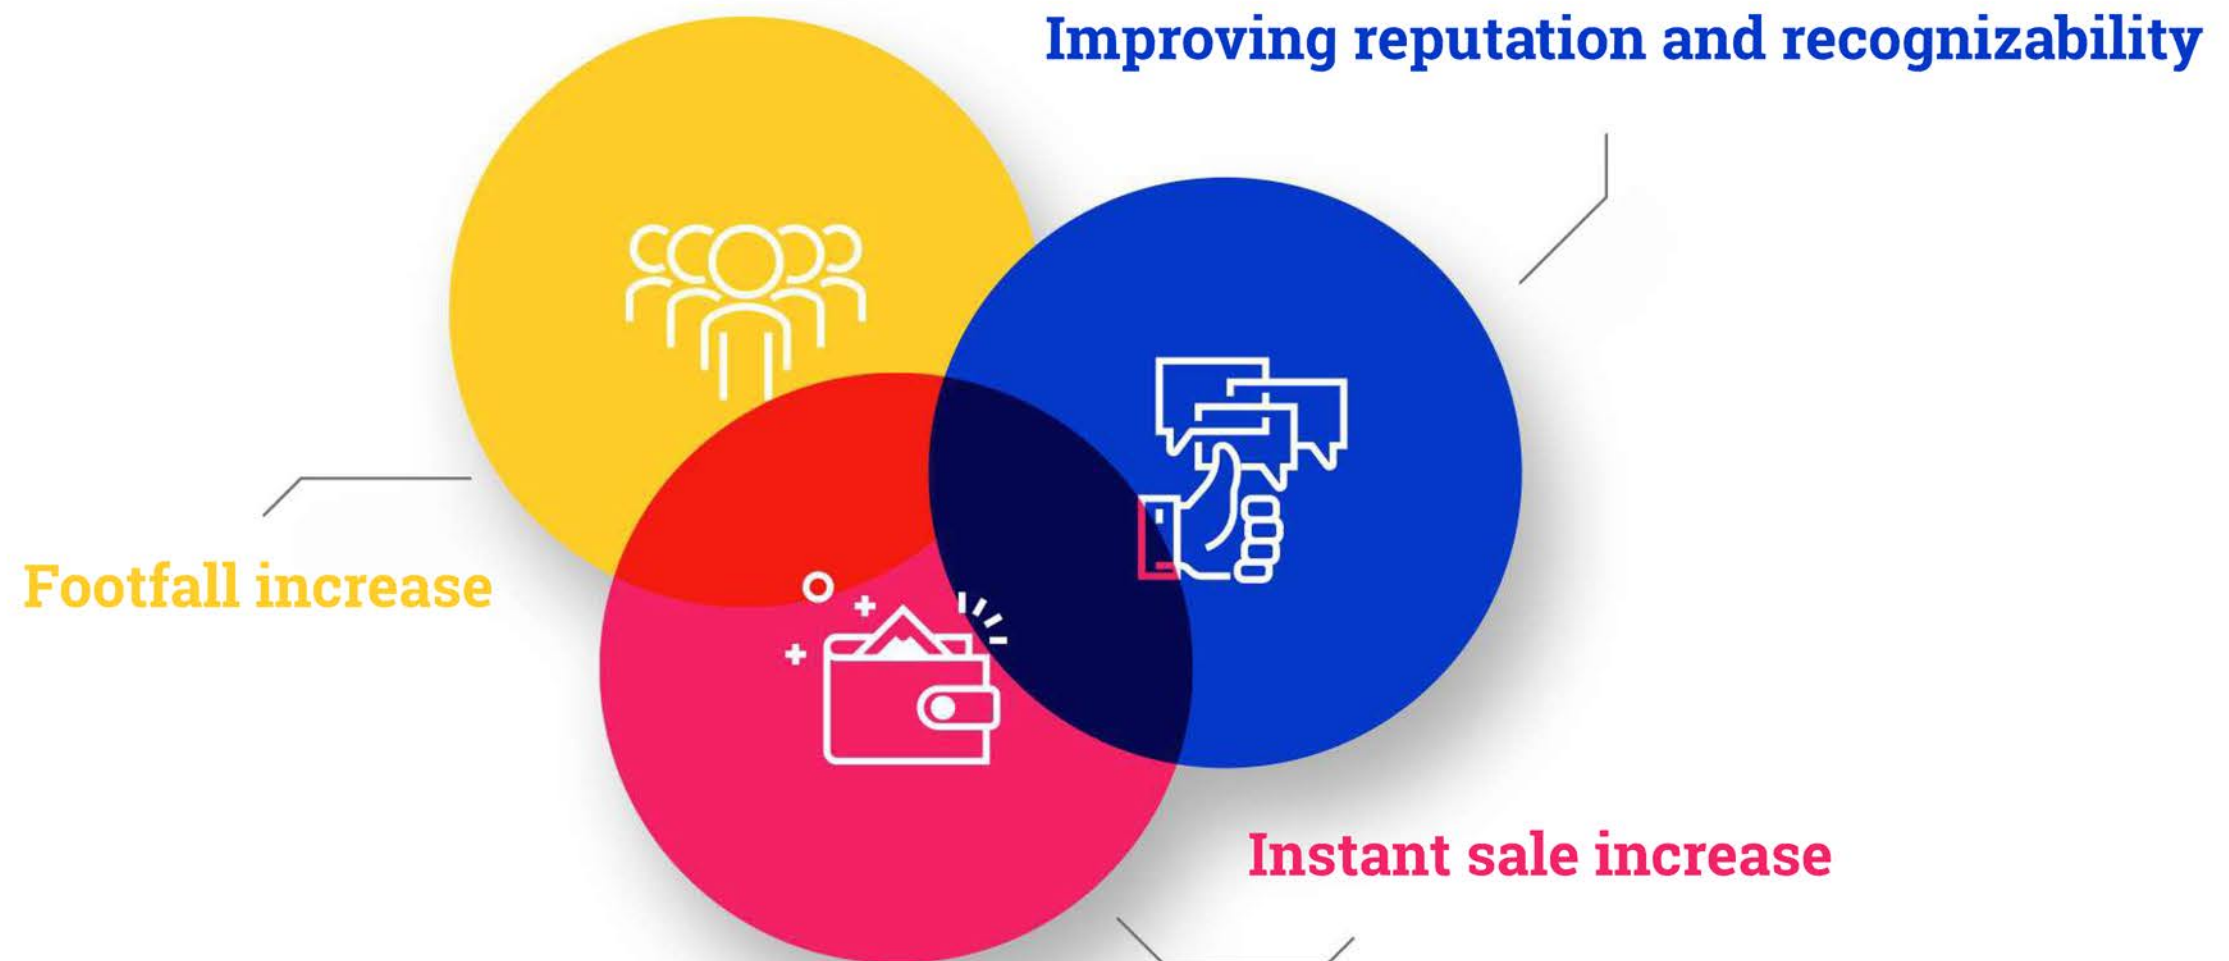 Improving reputation and recognizability
Footfall increase
Instant sale increase